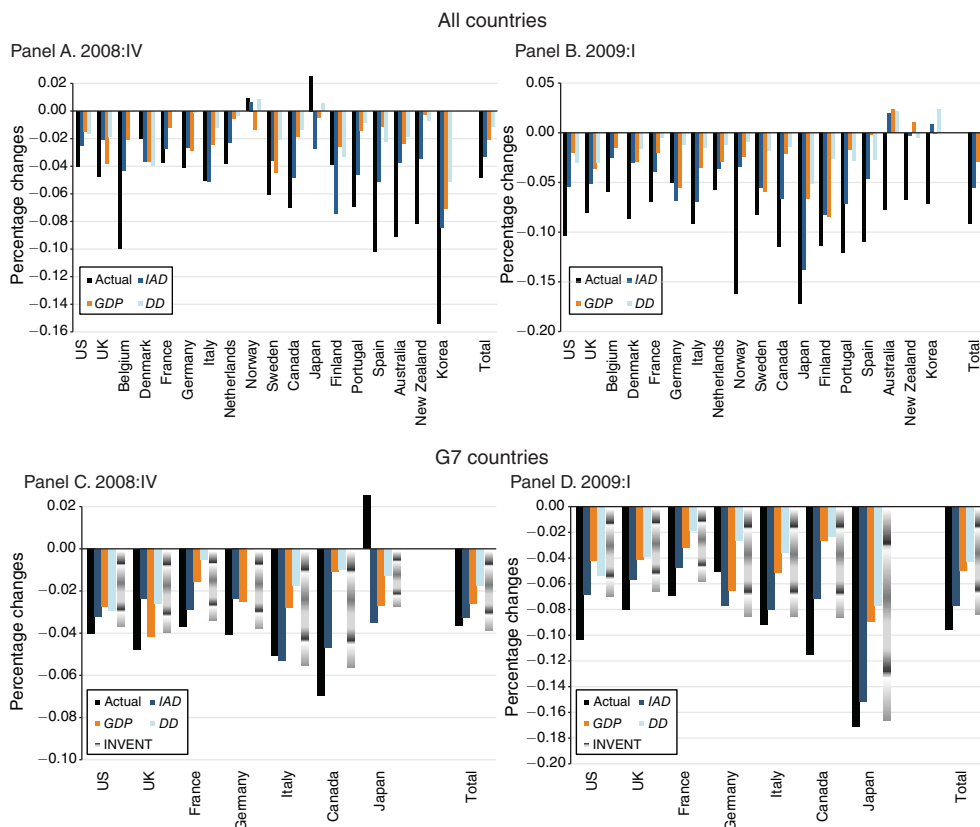 All countries
Panel A. 2008:IV
Percentage changes
0.02
0.00
−0.02
−0.04
−0.06
−0.08
−0.10
−0.12
−0.14
−0.16
Actual IAD
GDP DD
US
UK
Belgium
Denmark
France
Germany
Italy
Netherlands
Norway
Sweden
Canada
Japan
Finland
Portugal
Spain
Australia
New Zealand
Korea
Total
Panel B. 2009:I
Percentage changes
0.05
0.00
−0.05
−0.10
−0.15
−0.20
Actual IAD
GDP DD
US
UK
Belgium
Denmark
France
Germany
Italy
Netherlands
Norway
Sweden
Canada
Japan
Finland
Portugal
Spain
Australia
New Zealand
Korea
Total
G7 countries
Panel C. 2008:IV
Percentage changes
0.02
0.00
−0.02
−0.04
−0.06
−0.08
−0.10
Actual IAD
GDP DD
INVENT
US
UK
France
Germany
Italy
Canada
Japan
Total
Panel D. 2009:I
Percentage changes
0.00
−0.02
−0.04
−0.06
−0.08
−0.10
−0.12
−0.14
−0.16
−0.18
−0.20
Actual IAD
GDP DD
INVENT
US
UK
France
Germany
Italy
Canada
Japan
Total